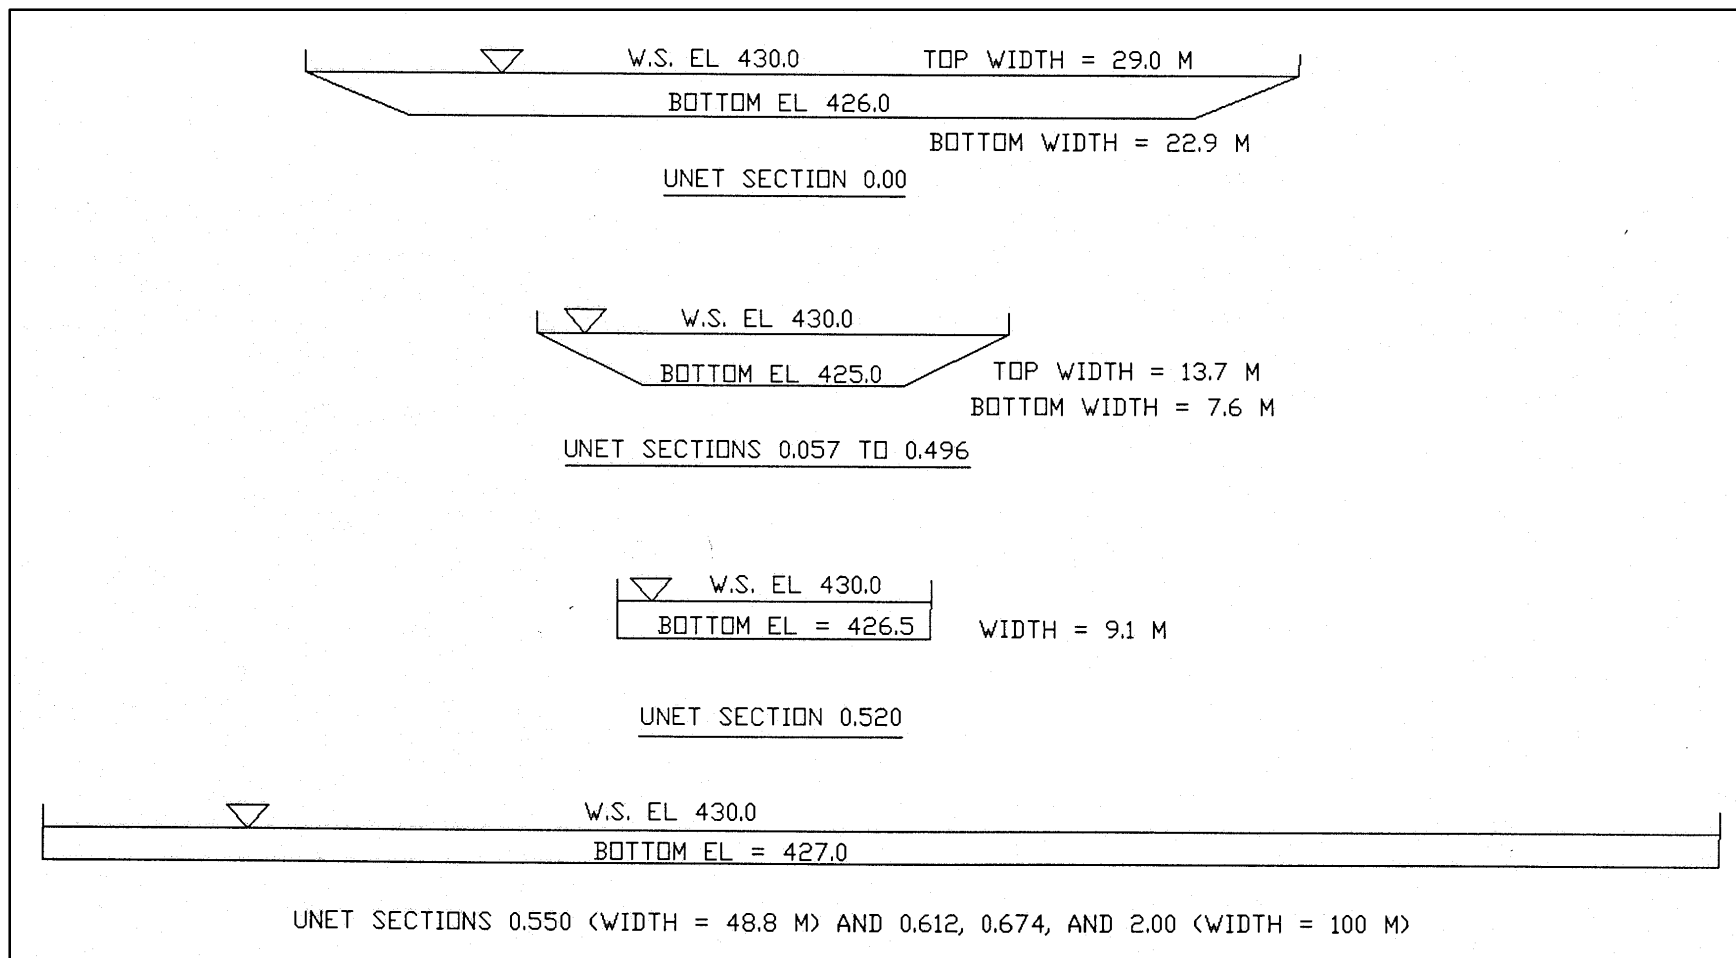 W.S. EL 430.0 TOP WIDTH = 29.0 M
BOTTOM EL 426.0
BOTTOM WIDTH = 22.9 M
UNET SECTION 0.00
W.S. EL 430.0
BOTTOM EL 425.0 TOP WIDTH = 13.7 M
BOTTOM WIDTH = 7.6 M
UNET SECTIONS 0.057 TO 0.496
W.S. EL 430.0
BOTTOM EL = 426.5 WIDTH = 9.1 M
UNET SECTION 0.520
W.S. EL 430.0
BOTTOM EL = 427.0
UNET SECTIONS 0.550 (WIDTH = 48.8 M) AND 0.612, 0.674, AND 2.00 (WIDTH = 100 M)